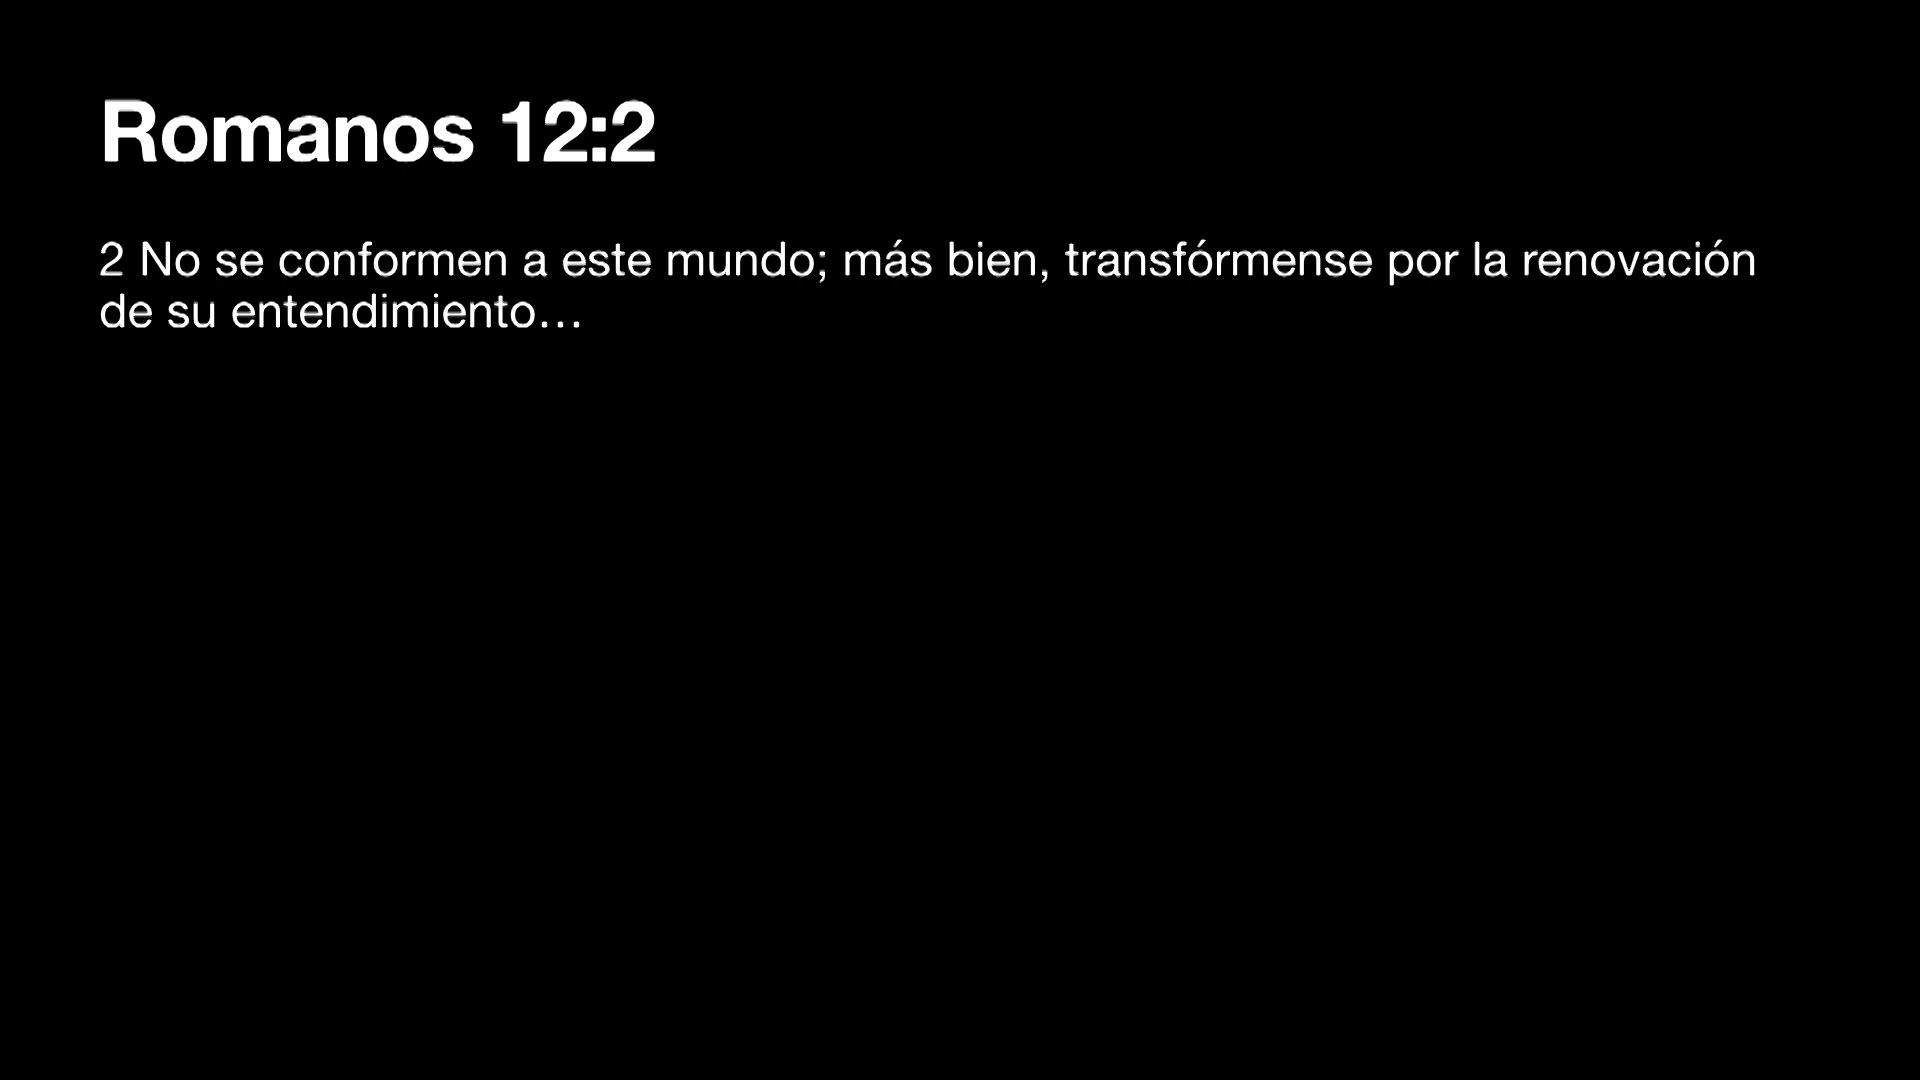 Romanos 12:2
2 No se conformen a este mundo; más bien, transfórmense por la renovación
de su entendimiento…